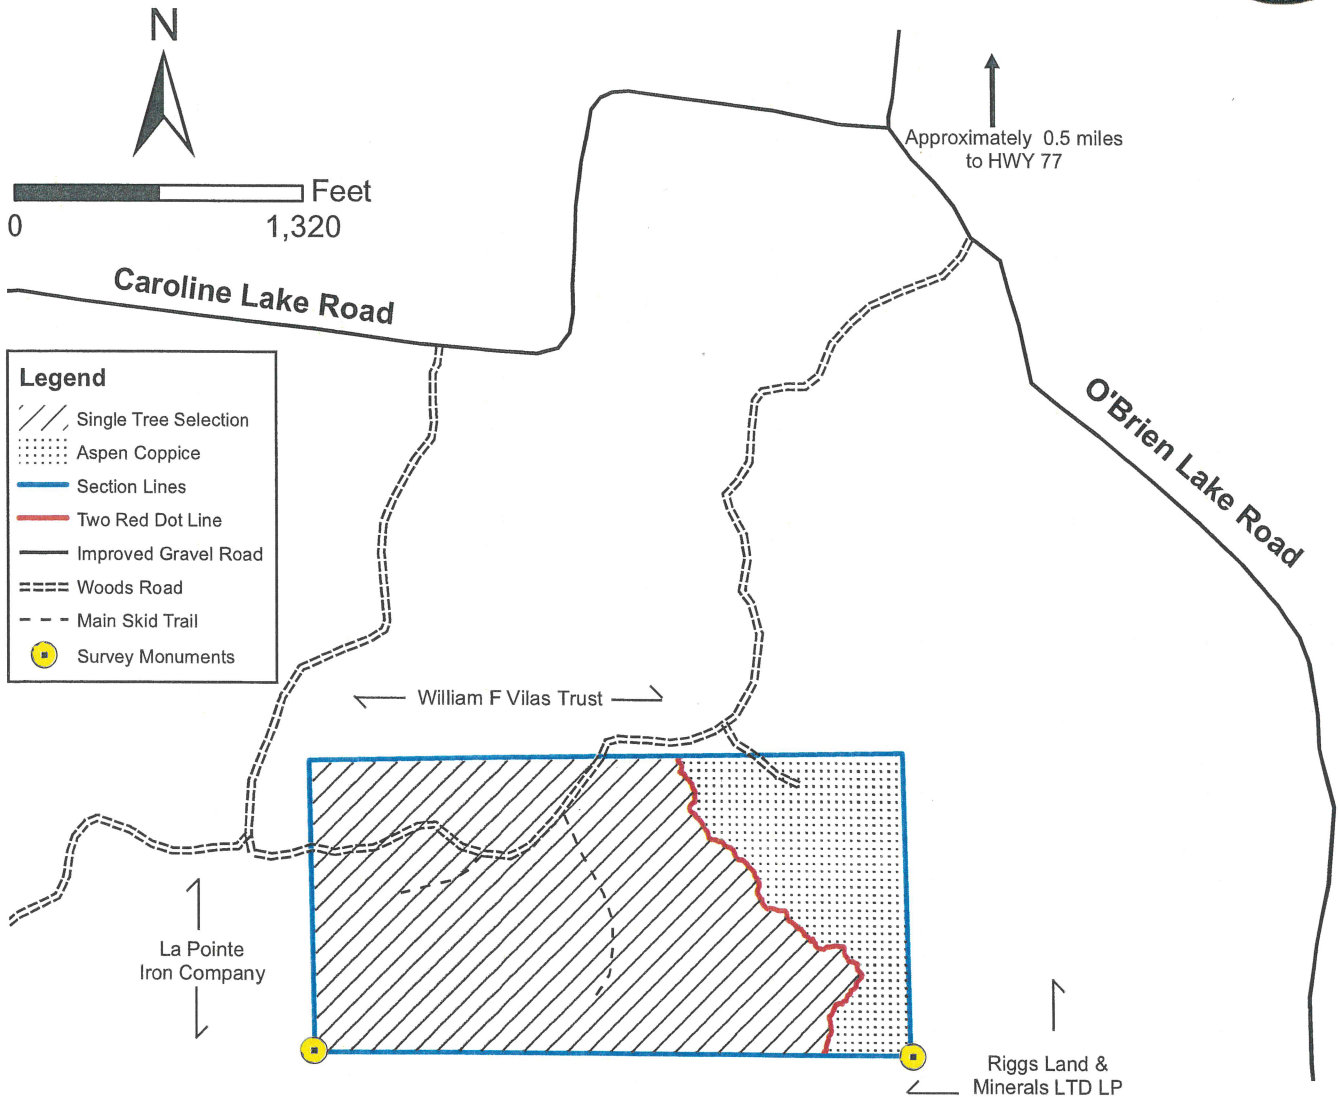 N
Feet
0 1,320
Approximately 0.5 miles
to HWY 77
Caroline Lake Road
O'Brien Lake Road
Legend
Single Tree Selection
Aspen Coppice
Section Lines
Two Red Dot Line
Improved Gravel Road
Woods Road
Main Skid Trail
Survey Monuments
William F Vilas Trust
La Pointe
Iron Company
Riggs Land &
Minerals LTD LP